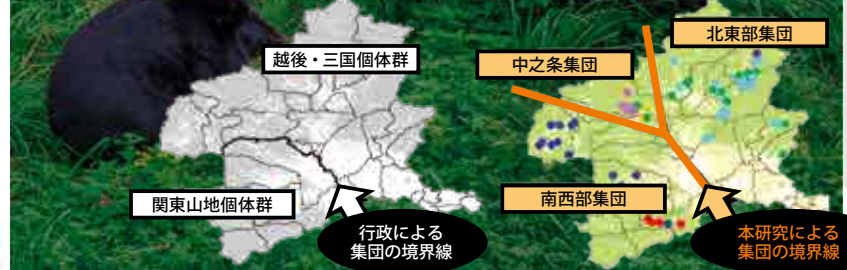 越後・三国個体群
関東山地個体群
行政による
集団の境界線
北東部集団
中之条集団
南西部集団
本研究による
集団の境界線